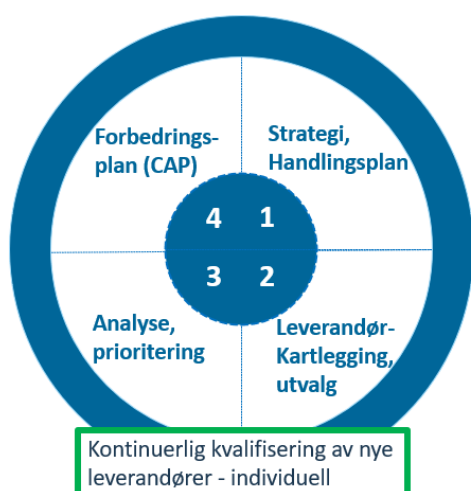 Forbedrings-
plan (CAP)
Strategi,
Handlingsplan
4 1
3 2
Analyse,
prioritering
Leverandør-
Kartlegging,
utvalg
Kontinuerlig kvalifisering av nye
leverandører - individuell